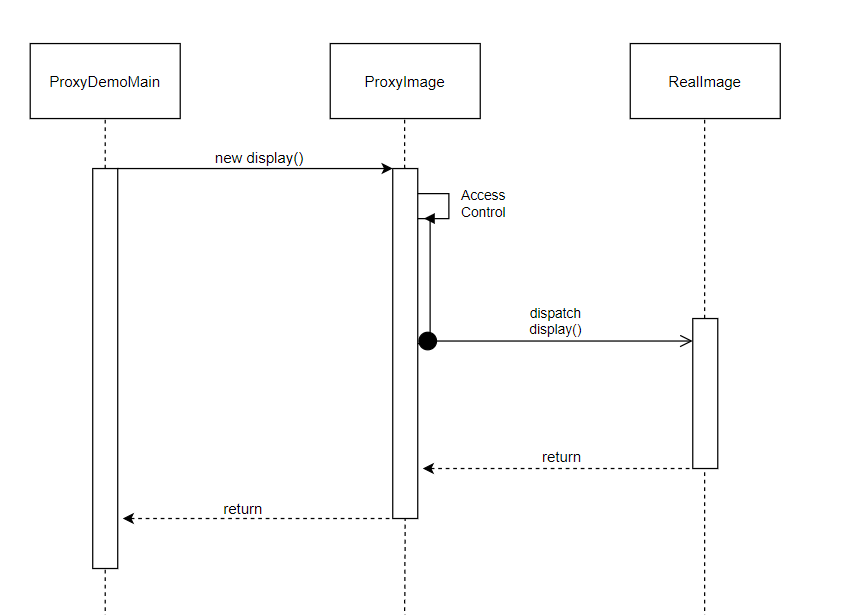 ProxyDemoMain
ProxyImage
RealImage
new display()
Access
Control
dispatch
display()
return
return